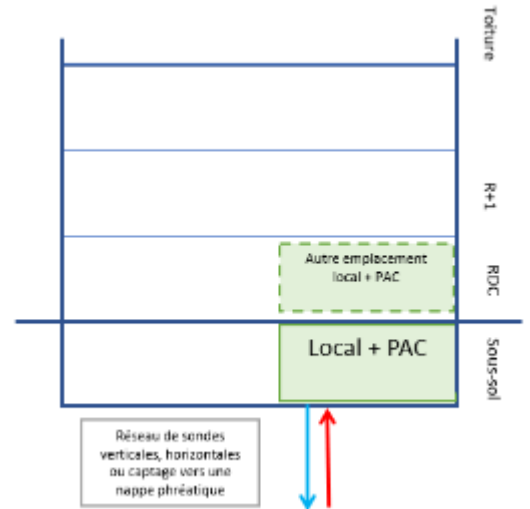 Toiture
R+1
Autre emplacement
local + PAC
RDC
Local + PAC
Sous-sol
Réseau de sondes
verticales, horizontales
ou captage vers une
nappe phréatique